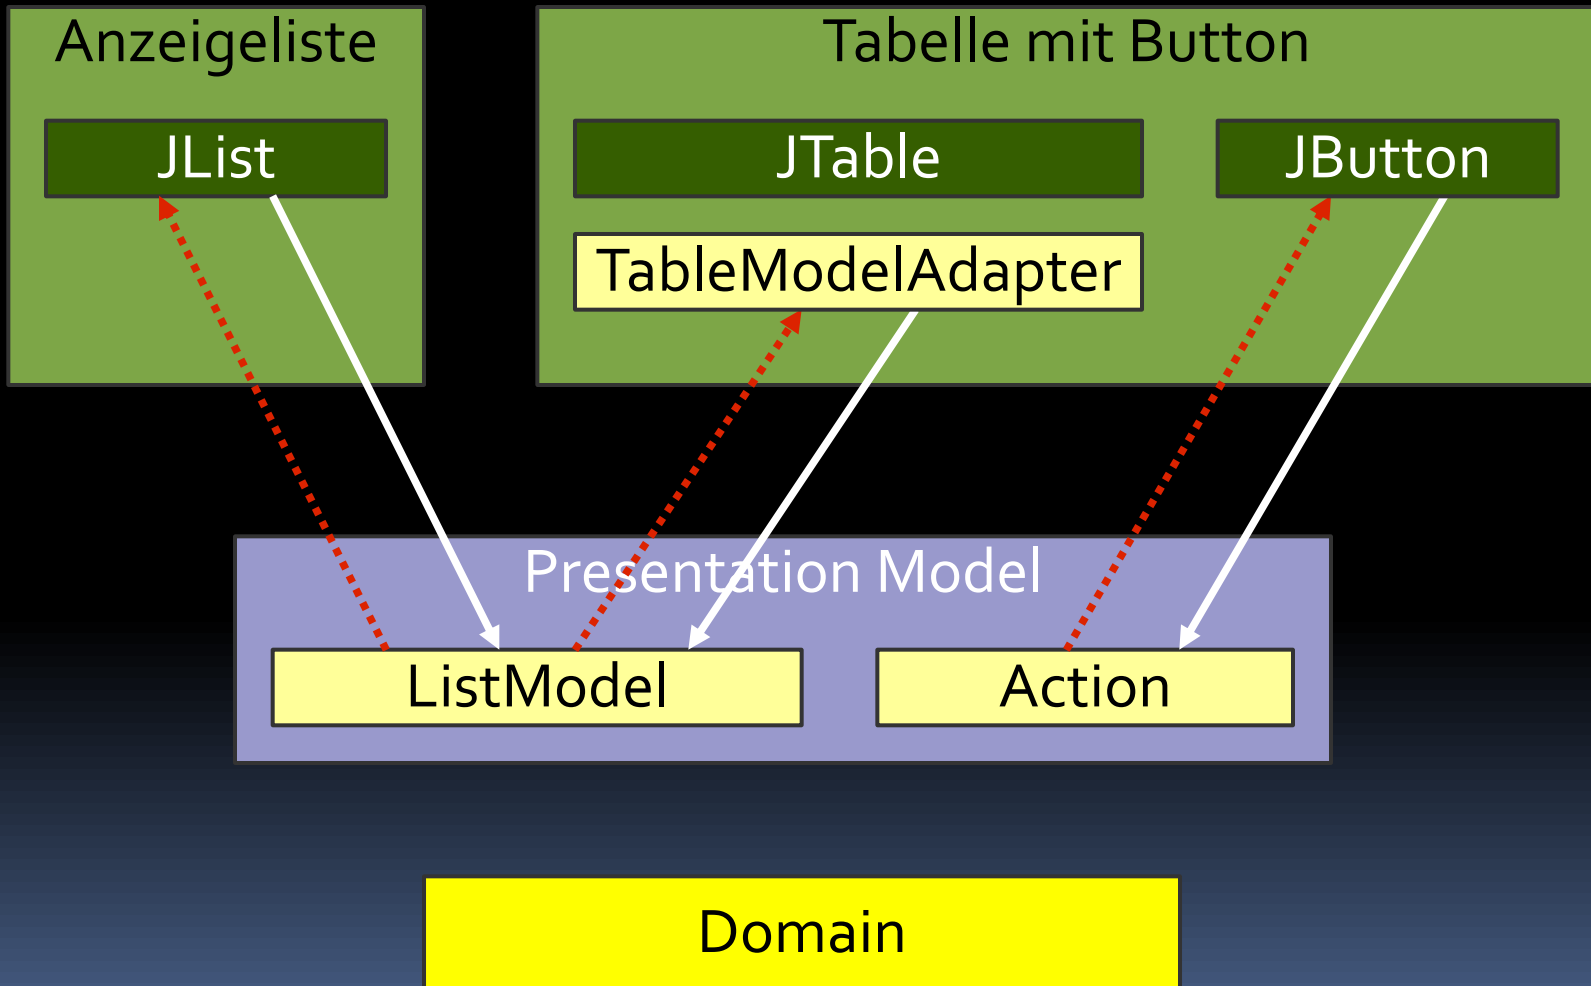 Anzeigeliste
Tabelle mit Button
JList
JTable
JButton
TableModelAdapter
Presentation Model
ListModel
Action
Domain